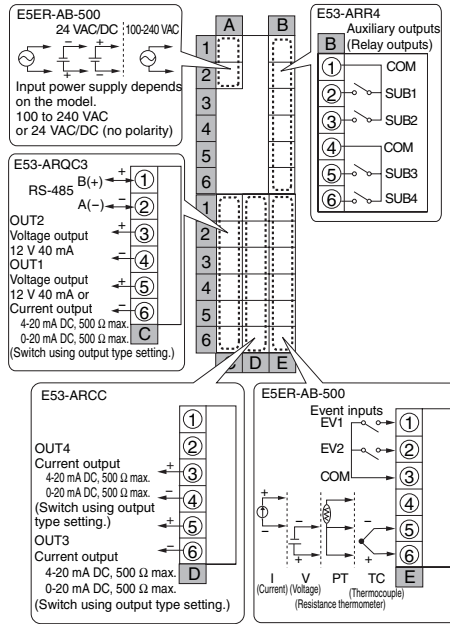 E5ER-AB-500
24 VAC/DC 100-240 VAC
+ −
− +
Input power supply depends
on the model.
100 to 240 VAC
or 24 VAC/DC (no polarity)
A B
1
2
3
4
5
6
1
2
3
4
5
6
C D E
E53-ARR4
Auxiliary outputs
(Relay outputs)
B
1 COM
2 SUB1
3 SUB2
4 COM
5 SUB3
6 SUB4
E53-ARQC3
RS-485
B(+) + 1
A(−) − 2
OUT2
Voltage output
12 V 40 mA
+ 3
− 4
OUT1
Voltage output
12 V 40 mA or
Current output
4-20 mA DC, 500 Ω max.
0-20 mA DC, 500 Ω max.
(Switch using output type setting.)
+ 5
− 6
C
E53-ARCC
1
2
OUT4
Current output
4-20 mA DC, 500 Ω max.
0-20 mA DC, 500 Ω max.
(Switch using output
type setting.)
+ 3
− 4
OUT3
Current output
4-20 mA DC, 500 Ω max.
0-20 mA DC, 500 Ω max.
(Switch using output type setting.)
+ 5
− 6
D
E5ER-AB-500
Event inputs
EV1 1
EV2 2
COM 3
4
5
6
E
+ −
− +
− +
I V PT TC
(Current) (Voltage) (Thermocouple)
(Resistance thermometer)